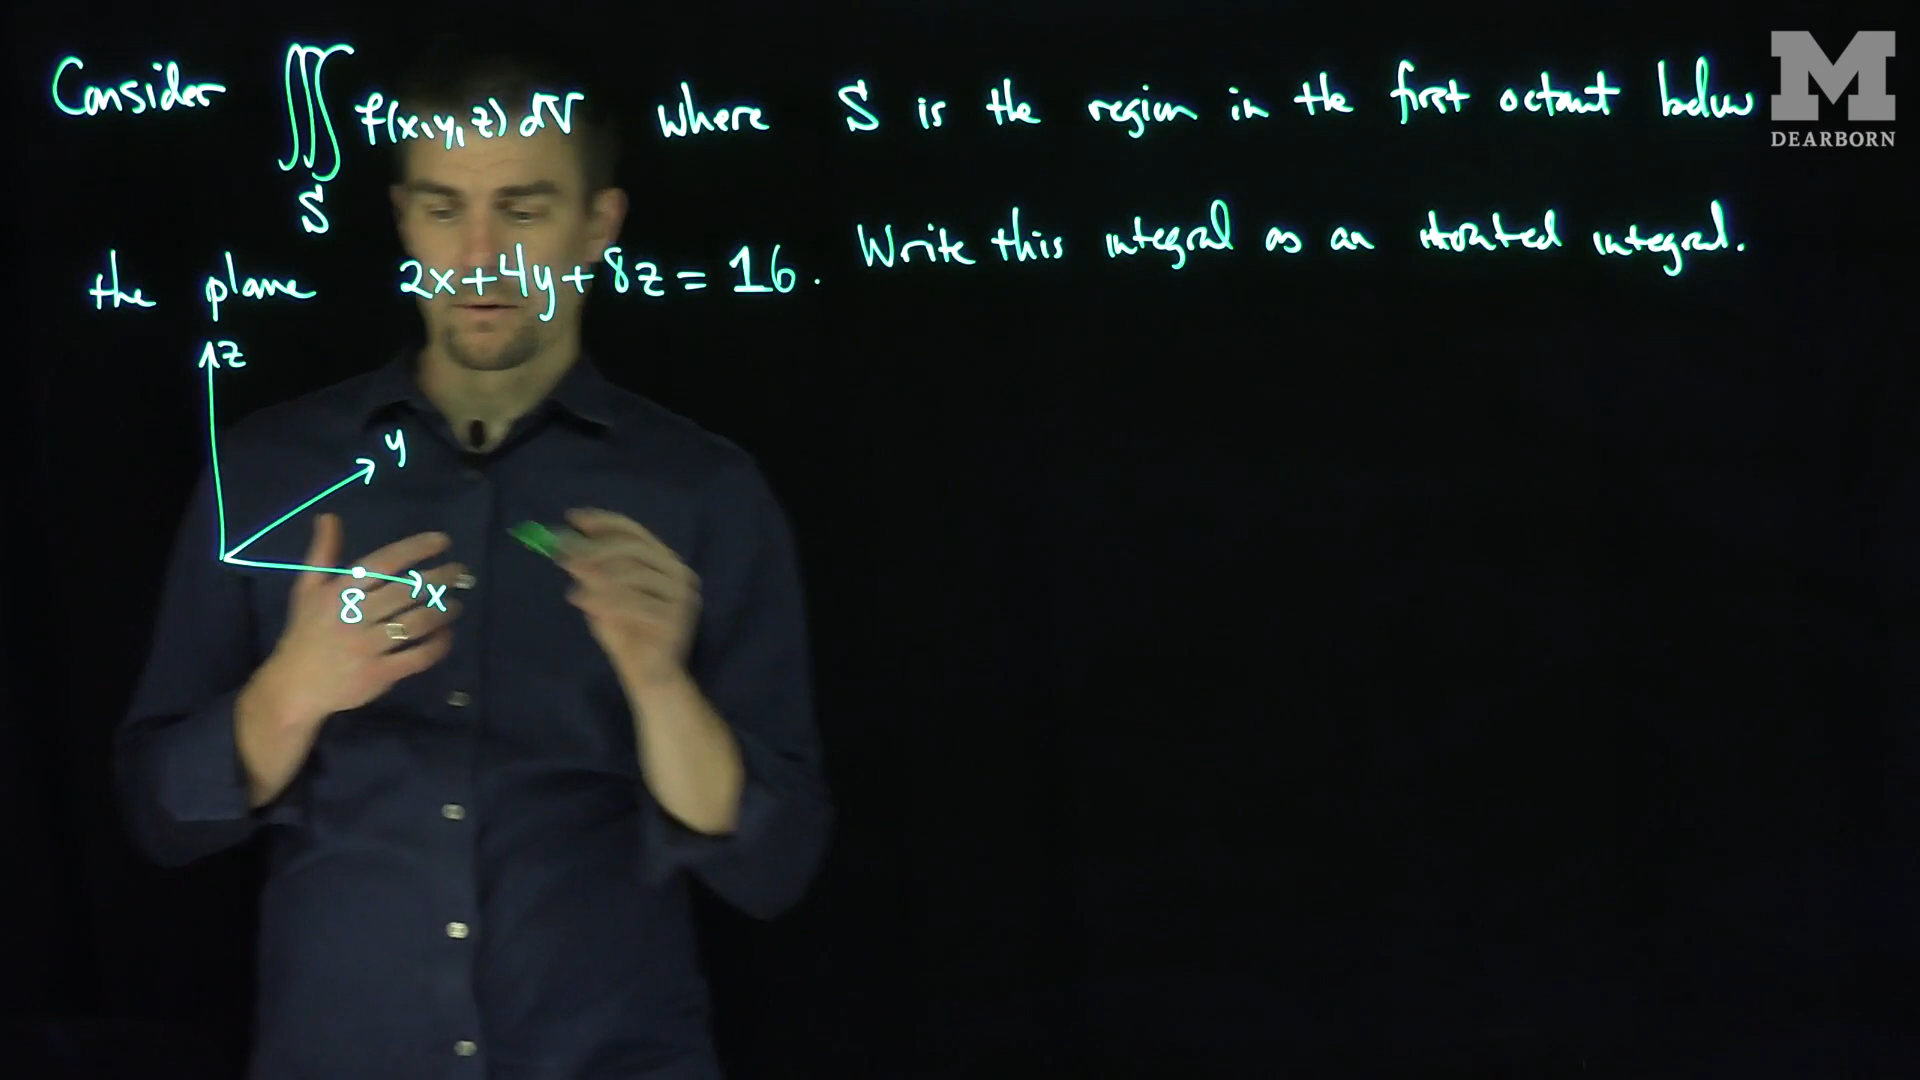 Consider ∭ f(x,y,z) dV where S is the region in the first octant below
S
the plane 2x+4y+8z=16. Write this integral as an iterated integral.
z
y
8 x
M
DEARBORN